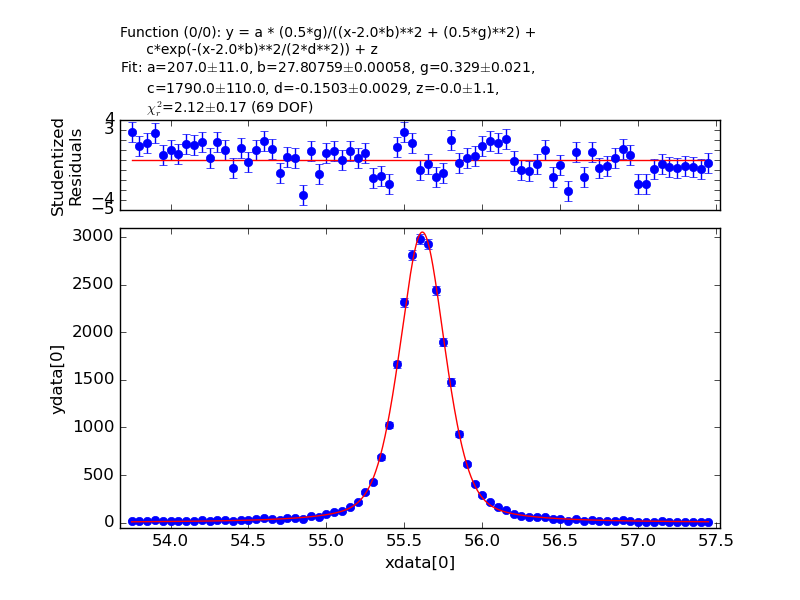 Function (0/0): y = a * (0.5*g)/((x-2.0*b)**2 + (0.5*g)**2) +
c*exp(-(x-2.0*b)**2/(2*d**2)) + z
Fit: a=207.0±11.0, b=27.80759±0.00058, g=0.329±0.021,
c=1790.0±110.0, d=-0.1503±0.0029, z=-0.0±1.1,
χ_r^2=2.12±0.17 (69 DOF)
Studentized
Residuals
4
3
−4
−5
ydata[0]
3000
2500
2000
1500
1000
500
0
54.0 54.5 55.0 55.5 56.0 56.5 57.0 57.5
xdata[0]